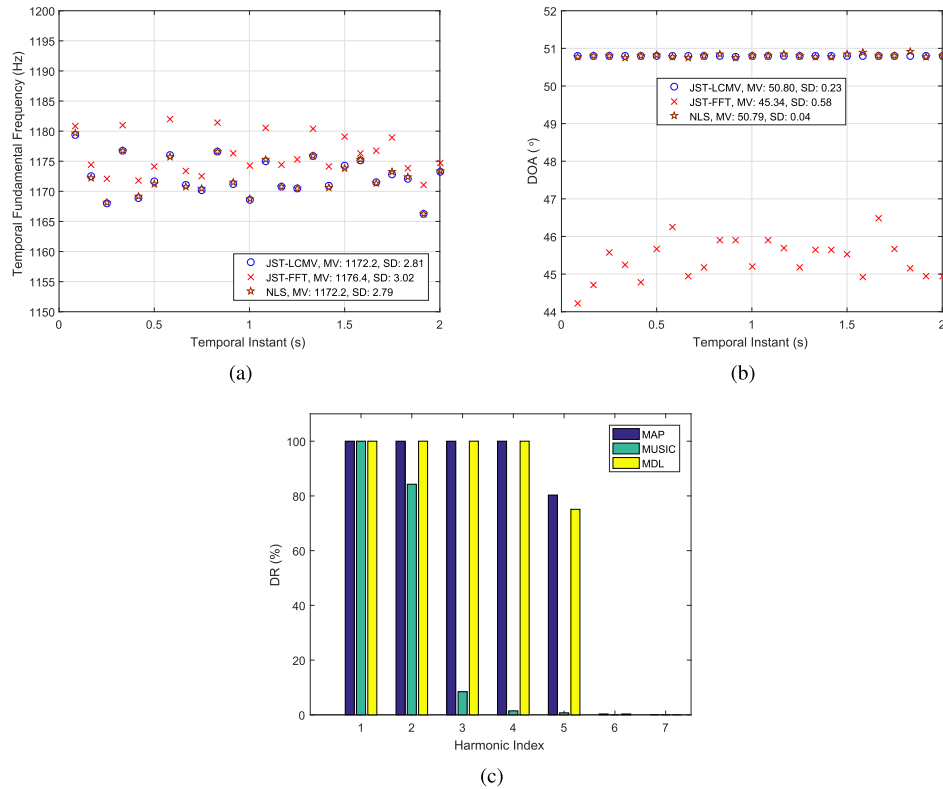 1200
1190
1180
1175
1170
1165
1160
1155
1150
Temporal Fundamental Frequency (Hz)
JST-LCMV, MV: 1172.2, SD: 2.81
JST-FFT, MV: 1176.4, SD: 3.02
NLS, MV: 1172.2, SD: 2.79
0
0.5
1
1.5
2
Temporal Instant (s)
(a)
52
51
50
49
48
47
46
45
44
DOA (°)
JST-LCMV, MV: 50.80, SD: 0.23
JST-FFT, MV: 45.34, SD: 0.58
NLS, MV: 50.79, SD: 0.04
0
0.5
1
1.5
2
Temporal Instant (s)
(b)
100
80
60
40
20
0
DR (%)
MAP
MUSIC
MDL
1
2
3
4
5
6
7
Harmonic Index
(c)